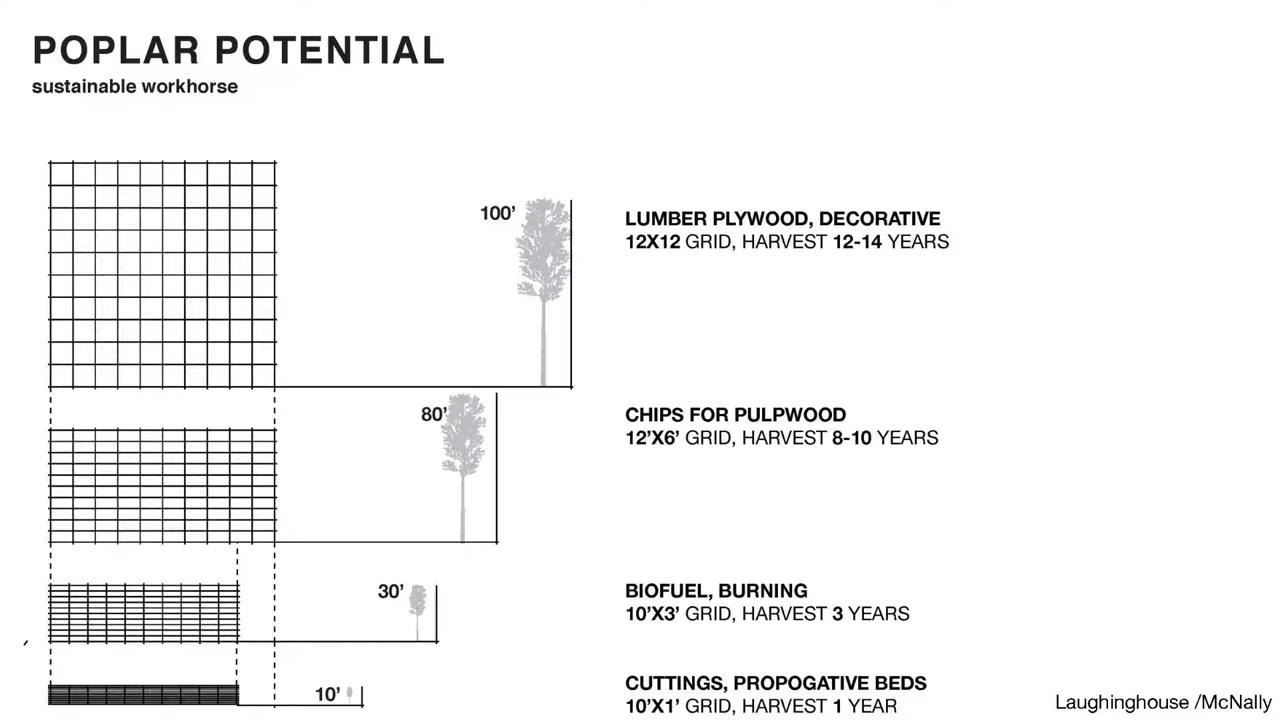 POPLAR POTENTIAL
sustainable workhorse
100’
LUMBER PLYWOOD, DECORATIVE
12X12 GRID, HARVEST 12-14 YEARS
80’
CHIPS FOR PULPWOOD
12’X6’ GRID, HARVEST 8-10 YEARS
30’
BIOFUEL, BURNING
10’X3’ GRID, HARVEST 3 YEARS
10’
CUTTINGS, PROPOGATIVE BEDS
10’X1’ GRID, HARVEST 1 YEAR
Laughinghouse /McNally